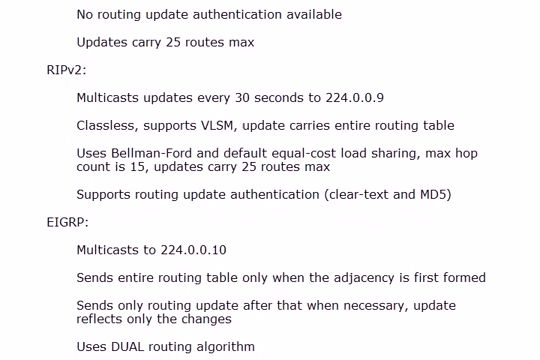 No routing update authentication available
Updates carry 25 routes max
RIPv2:
Multicasts updates every 30 seconds to 224.0.0.9
Classless, supports VLSM, update carries entire routing table
Uses Bellman-Ford and default equal-cost load sharing, max hop
count is 15, updates carry 25 routes max
Supports routing update authentication (clear-text and MD5)
EIGRP:
Multicasts to 224.0.0.10
Sends entire routing table only when the adjacency is first formed
Sends only routing update after that when necessary, update
reflects only the changes
Uses DUAL routing algorithm